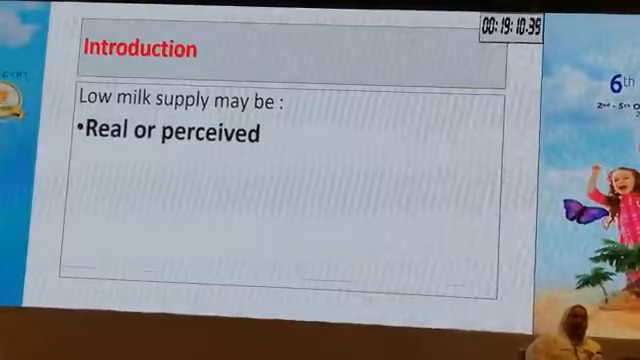 00:19:10:39
Introduction
6th
Low milk supply may be :
•Real or perceived